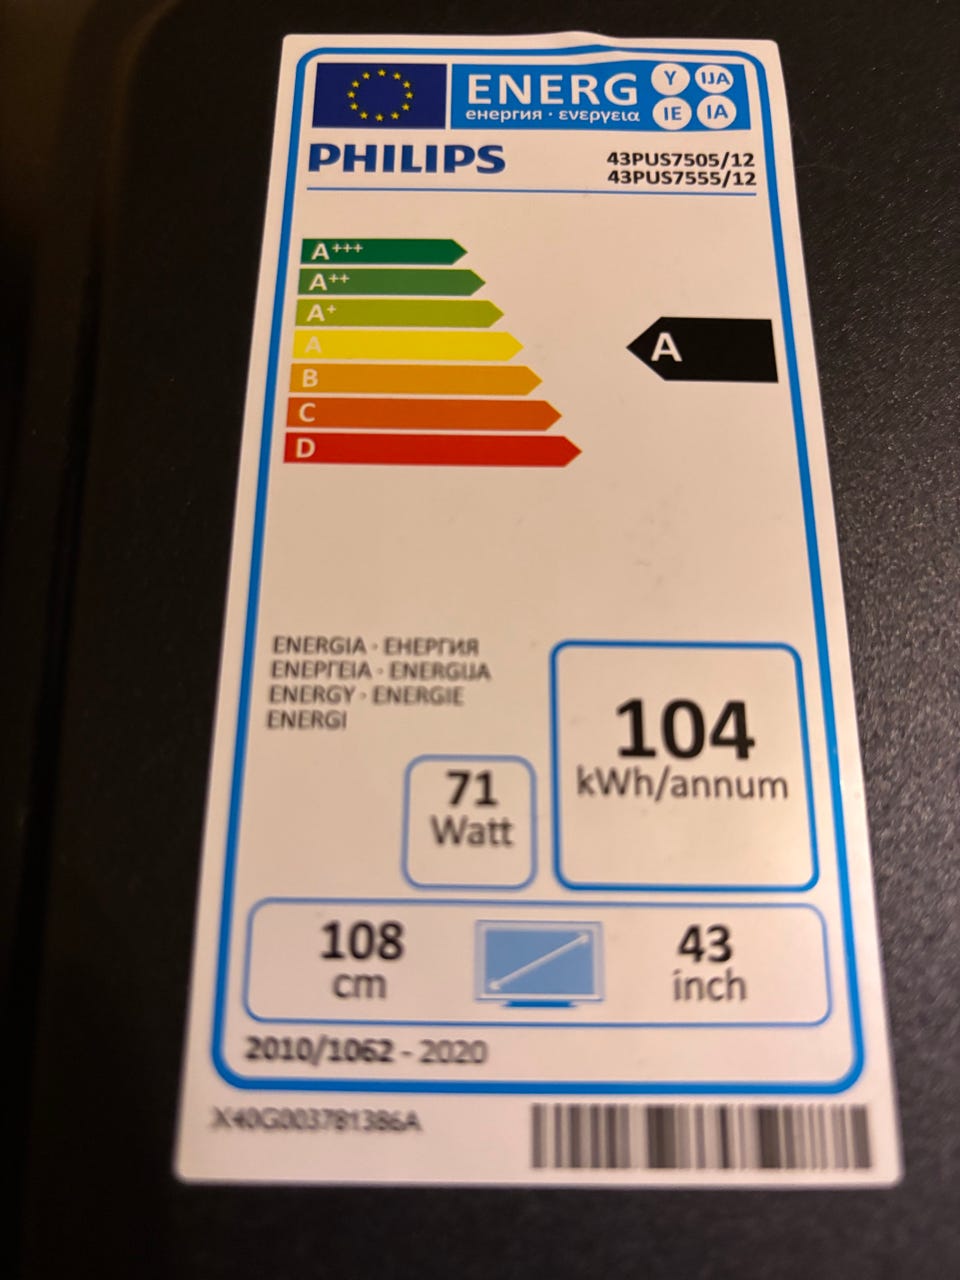 ENERG Y IJA
енергия · ενεργεια IE IA
PHILIPS 43PUS7505/12
43PUS7555/12
A+++
A++
A+
A
B
C
D
A
ENERGIA · ЕНЕРГИЯ
ΕΝΕΡΓΕΙΑ · ENERGIJA
ENERGY · ENERGIE
ENERGI
104
kWh/annum
71
Watt
108
cm
43
inch
2010/1062 - 2020
X40G003781386A